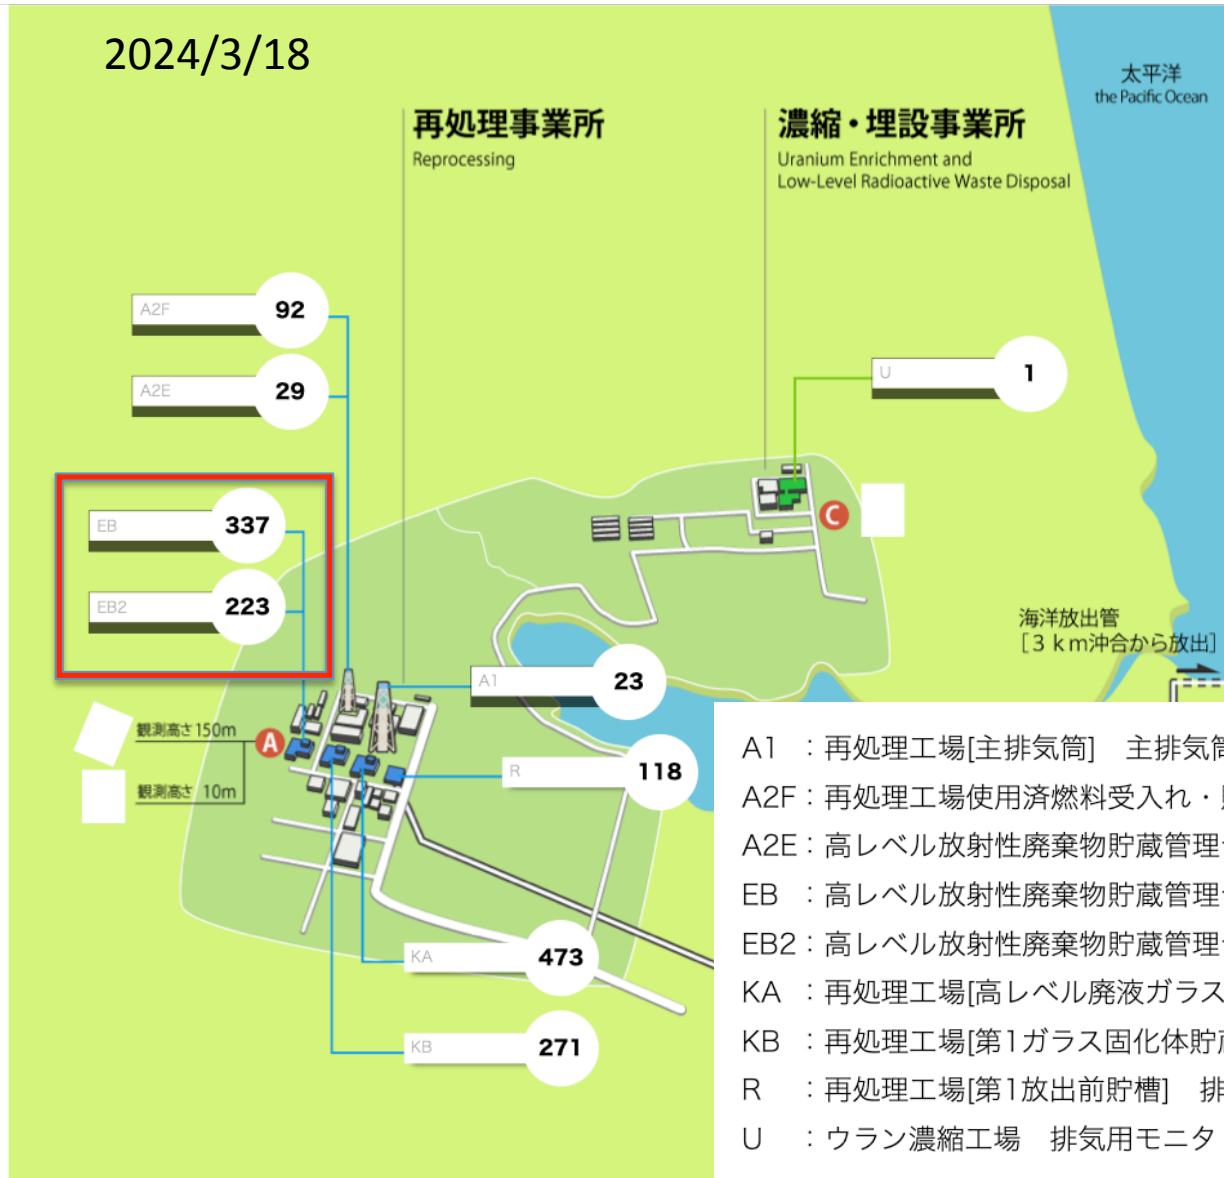 2024/3/18
太平洋
the Pacific Ocean
再処理事業所
Reprocessing
濃縮・埋設事業所
Uranium Enrichment and
Low-Level Radioactive Waste Disposal
A2F 92
A2E 29
U 1
EB 337
EB2 223
C
海洋放出管
[3 km沖合から放出]
A1 23
観測高さ 150m
A
観測高さ 10m
R 118
KA 473
KB 271
A1 :再処理工場[主排気筒] 主排気筒
A2F:再処理工場使用済燃料受入れ・
A2E:高レベル放射性廃棄物貯蔵管理
EB :高レベル放射性廃棄物貯蔵管理
EB2:高レベル放射性廃棄物貯蔵管理
KA :再処理工場[高レベル廃液ガラス
KB :再処理工場[第1ガラス固化体貯
R :再処理工場[第1放出前貯槽] 排
U :ウラン濃縮工場 排気用モニタ